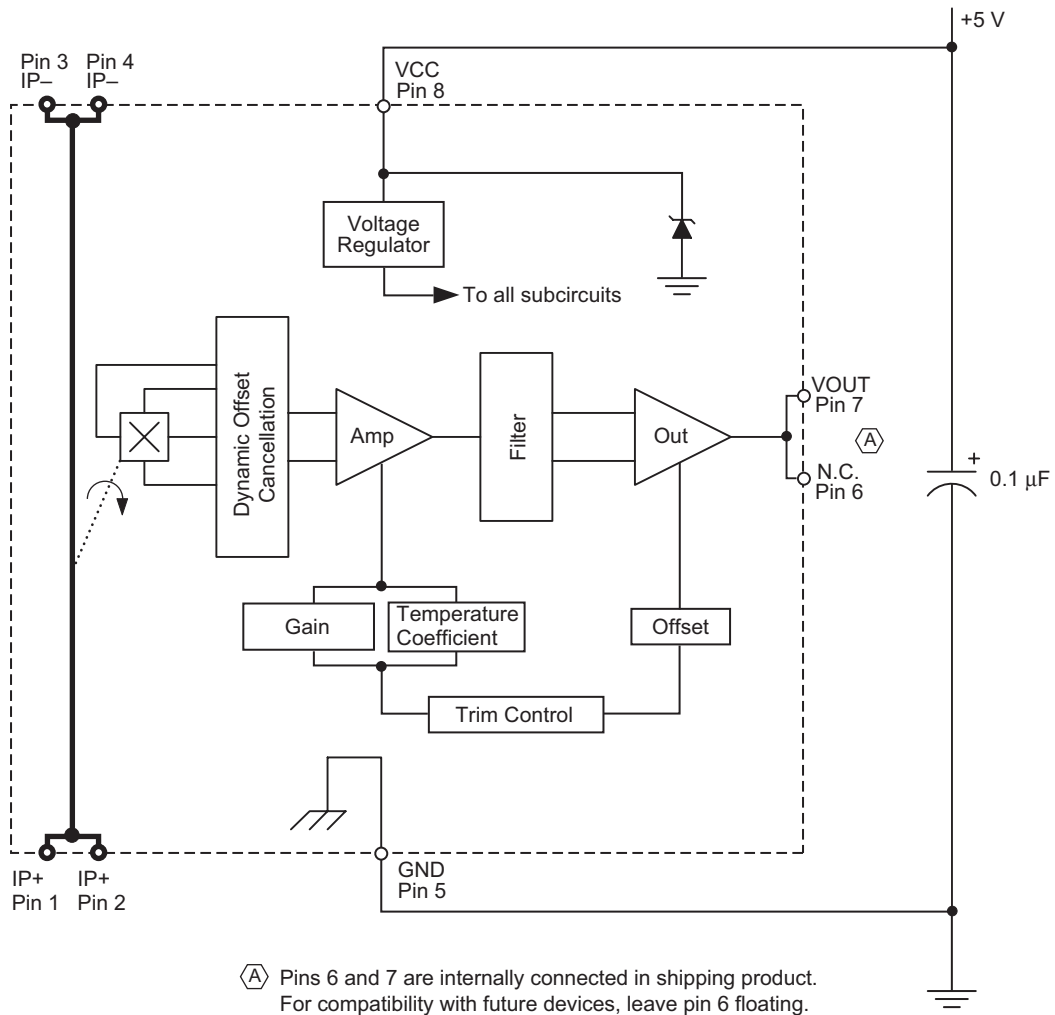 +5 V
Pin 3 Pin 4
IP– IP–
VCC
Pin 8
Voltage
Regulator
To all subcircuits
Dynamic Offset
Cancellation
Amp
Filter
Out
VOUT
Pin 7
A
N.C.
Pin 6
+
0.1 μF
Gain
Temperature
Coefficient
Offset
Trim Control
IP+ IP+
Pin 1 Pin 2
GND
Pin 5
A Pins 6 and 7 are internally connected in shipping product.
For compatibility with future devices, leave pin 6 floating.